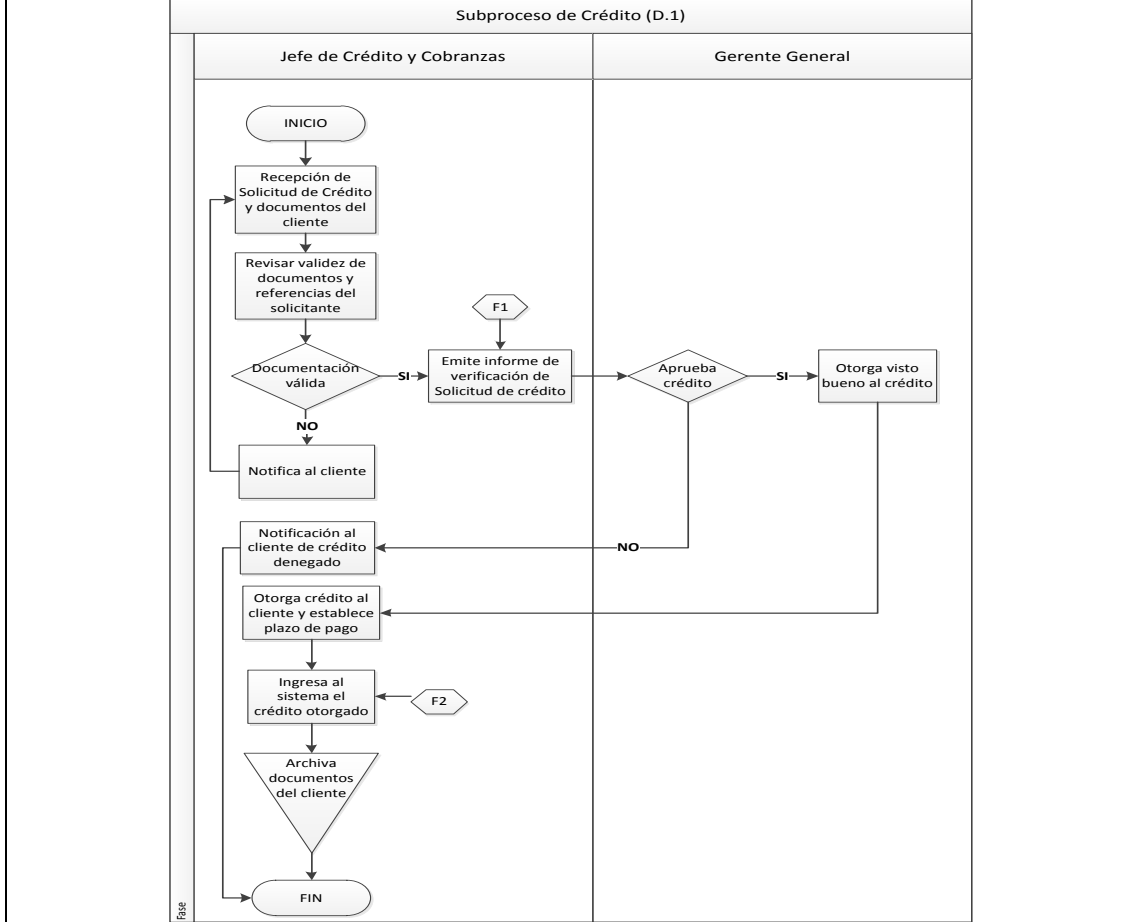 Subproceso de Crédito (D.1)
Jefe de Crédito y Cobranzas
Gerente General
INICIO
Recepción de
Solicitud de Crédito
y documentos del
cliente
Revisar validez de
documentos y
referencias del
solicitante
F1
Documentación
válida
SI
Emite informe de
verificación de
Solicitud de crédito
Aprueba
crédito
SI
Otorga visto
bueno al crédito
NO
Notifica al cliente
Notificación al
cliente de crédito
denegado
NO
Otorga crédito al
cliente y establece
plazo de pago
Ingresa al
sistema el
crédito otorgado
F2
Archiva
documentos
del cliente
FIN
Fase